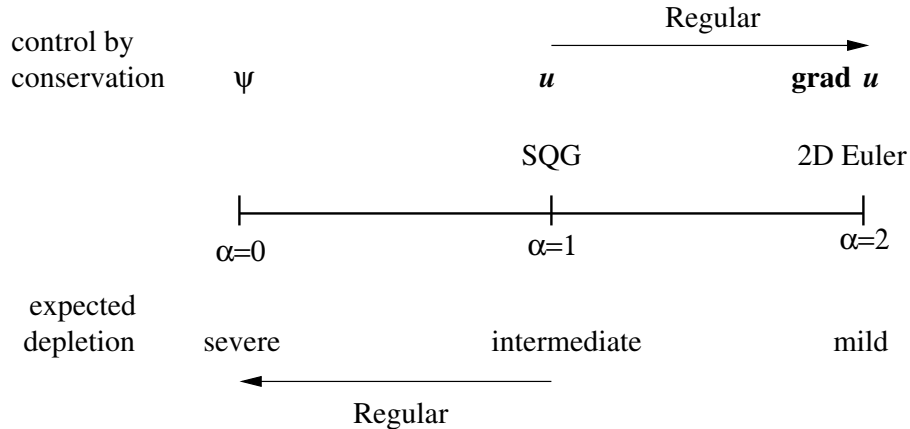 Regular
control by
conservation ψ u grad u
SQG 2D Euler
α=0 α=1 α=2
expected
depletion severe intermediate mild
Regular